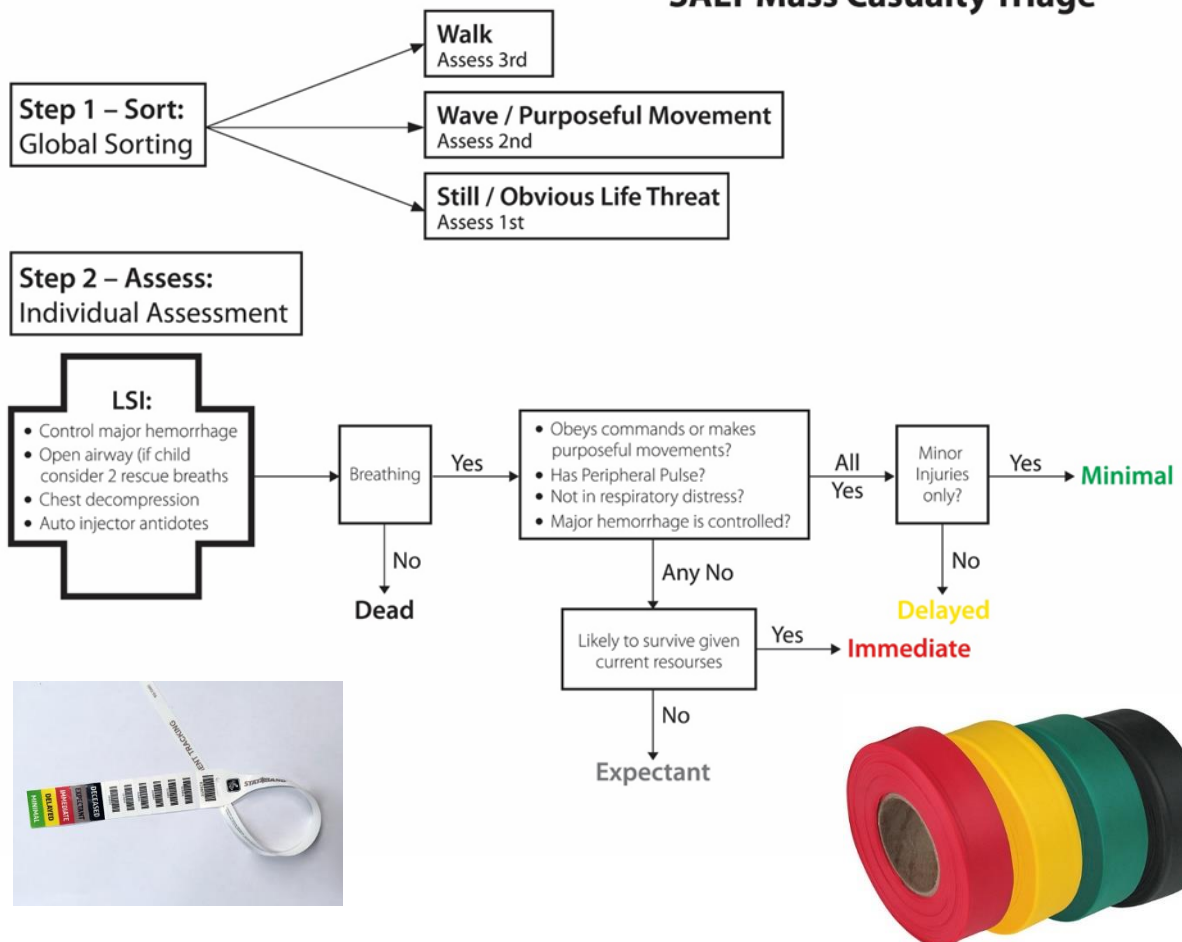 SALT Mass Casualty Triage
Walk
Assess 3rd
Step 1 – Sort:
Global Sorting
Wave / Purposeful Movement
Assess 2nd
Still / Obvious Life Threat
Assess 1st
Step 2 – Assess:
Individual Assessment
LSI:
• Control major hemorrhage
• Open airway (if child
consider 2 rescue breaths
• Chest decompression
• Auto injector antidotes
Breathing
Yes
No
Dead
• Obeys commands or makes
purposeful movements?
• Has Peripheral Pulse?
• Not in respiratory distress?
• Major hemorrhage is controlled?
All
Yes
Minor
Injuries
only?
Yes
Minimal
No
Delayed
Any No
Likely to survive given
current resourses
Yes
Immediate
No
Expectant
ENT TRACKING
MINIMAL
DELAYED
IMMEDIATE
EXPECTANT
DECEASED